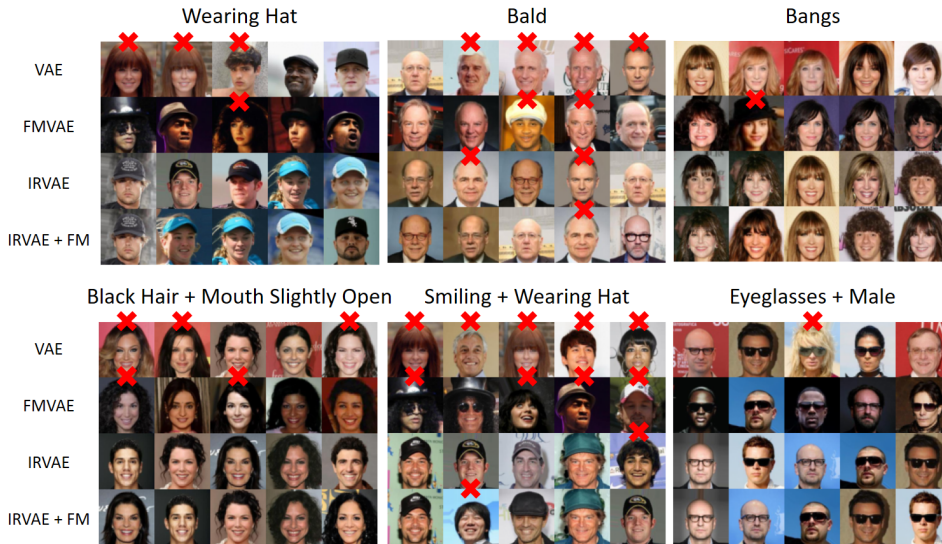 Wearing Hat Bald Bangs
VAE
FMVAE
IRVAE
IRVAE + FM
Black Hair + Mouth Slightly Open Smiling + Wearing Hat Eyeglasses + Male
VAE
FMVAE
IRVAE
IRVAE + FM